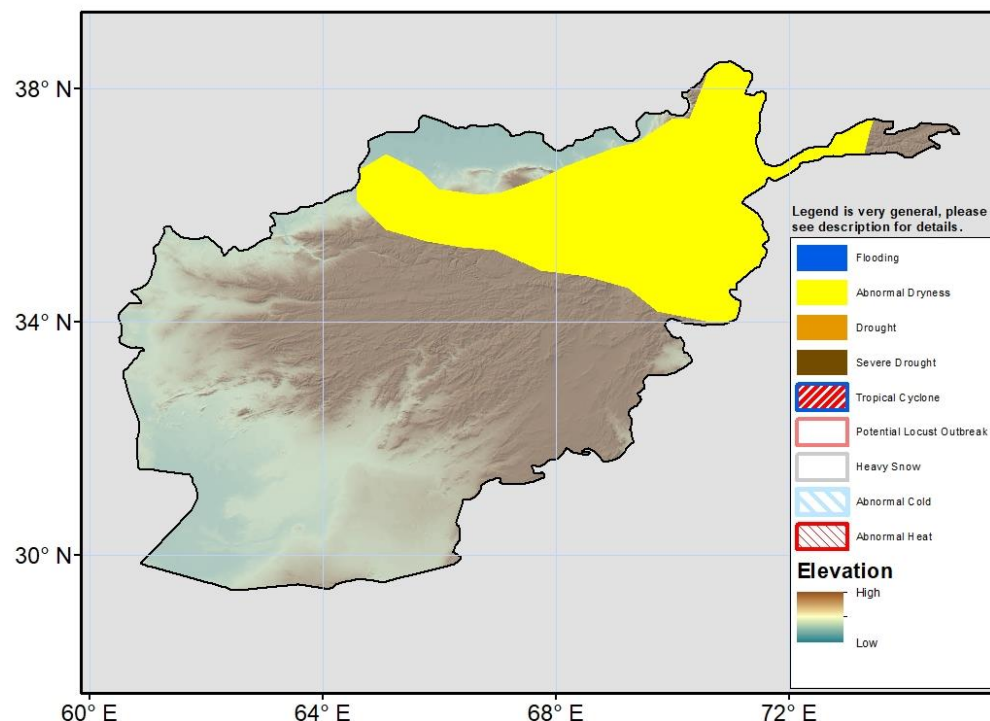 38° N
34° N
30° N
60° E
64° E
68° E
72° E
Legend is very general, please
see description for details.
Flooding
Abnormal Dryness
Drought
Severe Drought
Tropical Cyclone
Potential Locust Outbreak
Heavy Snow
Abnormal Cold
Abnormal Heat
Elevation
High
Low